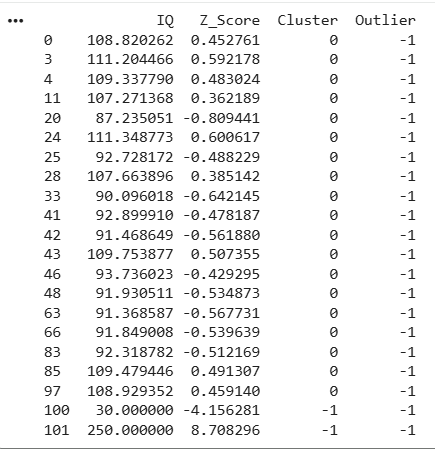 •••
IQ Z_Score Cluster Outlier
0 108.820262 0.452761 0 -1
3 111.204466 0.592178 0 -1
4 109.337790 0.483024 0 -1
11 107.271368 0.362189 0 -1
20 87.235051 -0.809441 0 -1
24 111.348773 0.600617 0 -1
25 92.728172 -0.488229 0 -1
28 107.663896 0.385142 0 -1
33 90.096018 -0.642145 0 -1
41 92.899910 -0.478187 0 -1
42 91.468649 -0.561880 0 -1
43 109.753877 0.507355 0 -1
46 93.736023 -0.429295 0 -1
48 91.930511 -0.534873 0 -1
63 91.368587 -0.567731 0 -1
66 91.849008 -0.539639 0 -1
83 92.318782 -0.512169 0 -1
85 109.479446 0.491307 0 -1
97 108.929352 0.459140 0 -1
100 30.000000 -4.156281 -1 -1
101 250.000000 8.708296 -1 -1